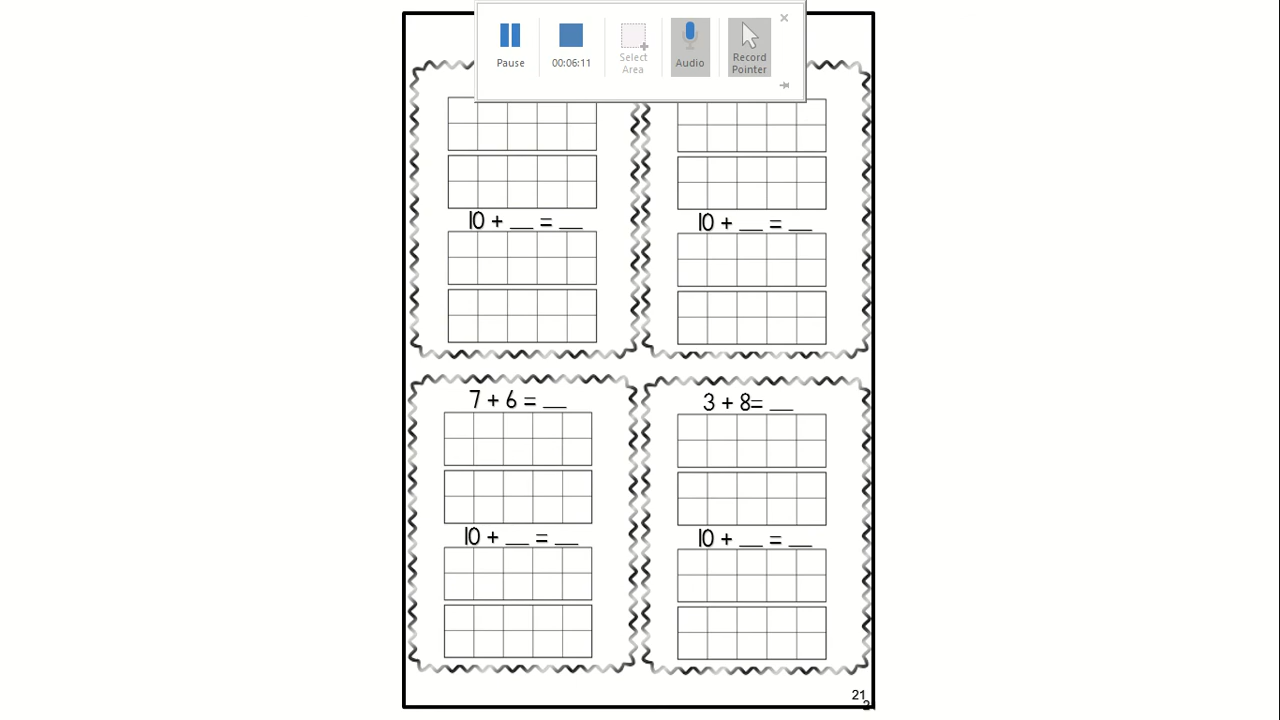 Pause
00:06:11
Select
Area
Audio
Record
Pointer
10 + __ = __
10 + __ = __
7 + 6 = __
3 + 8= __
10 + __ = __
10 + __ = __
21